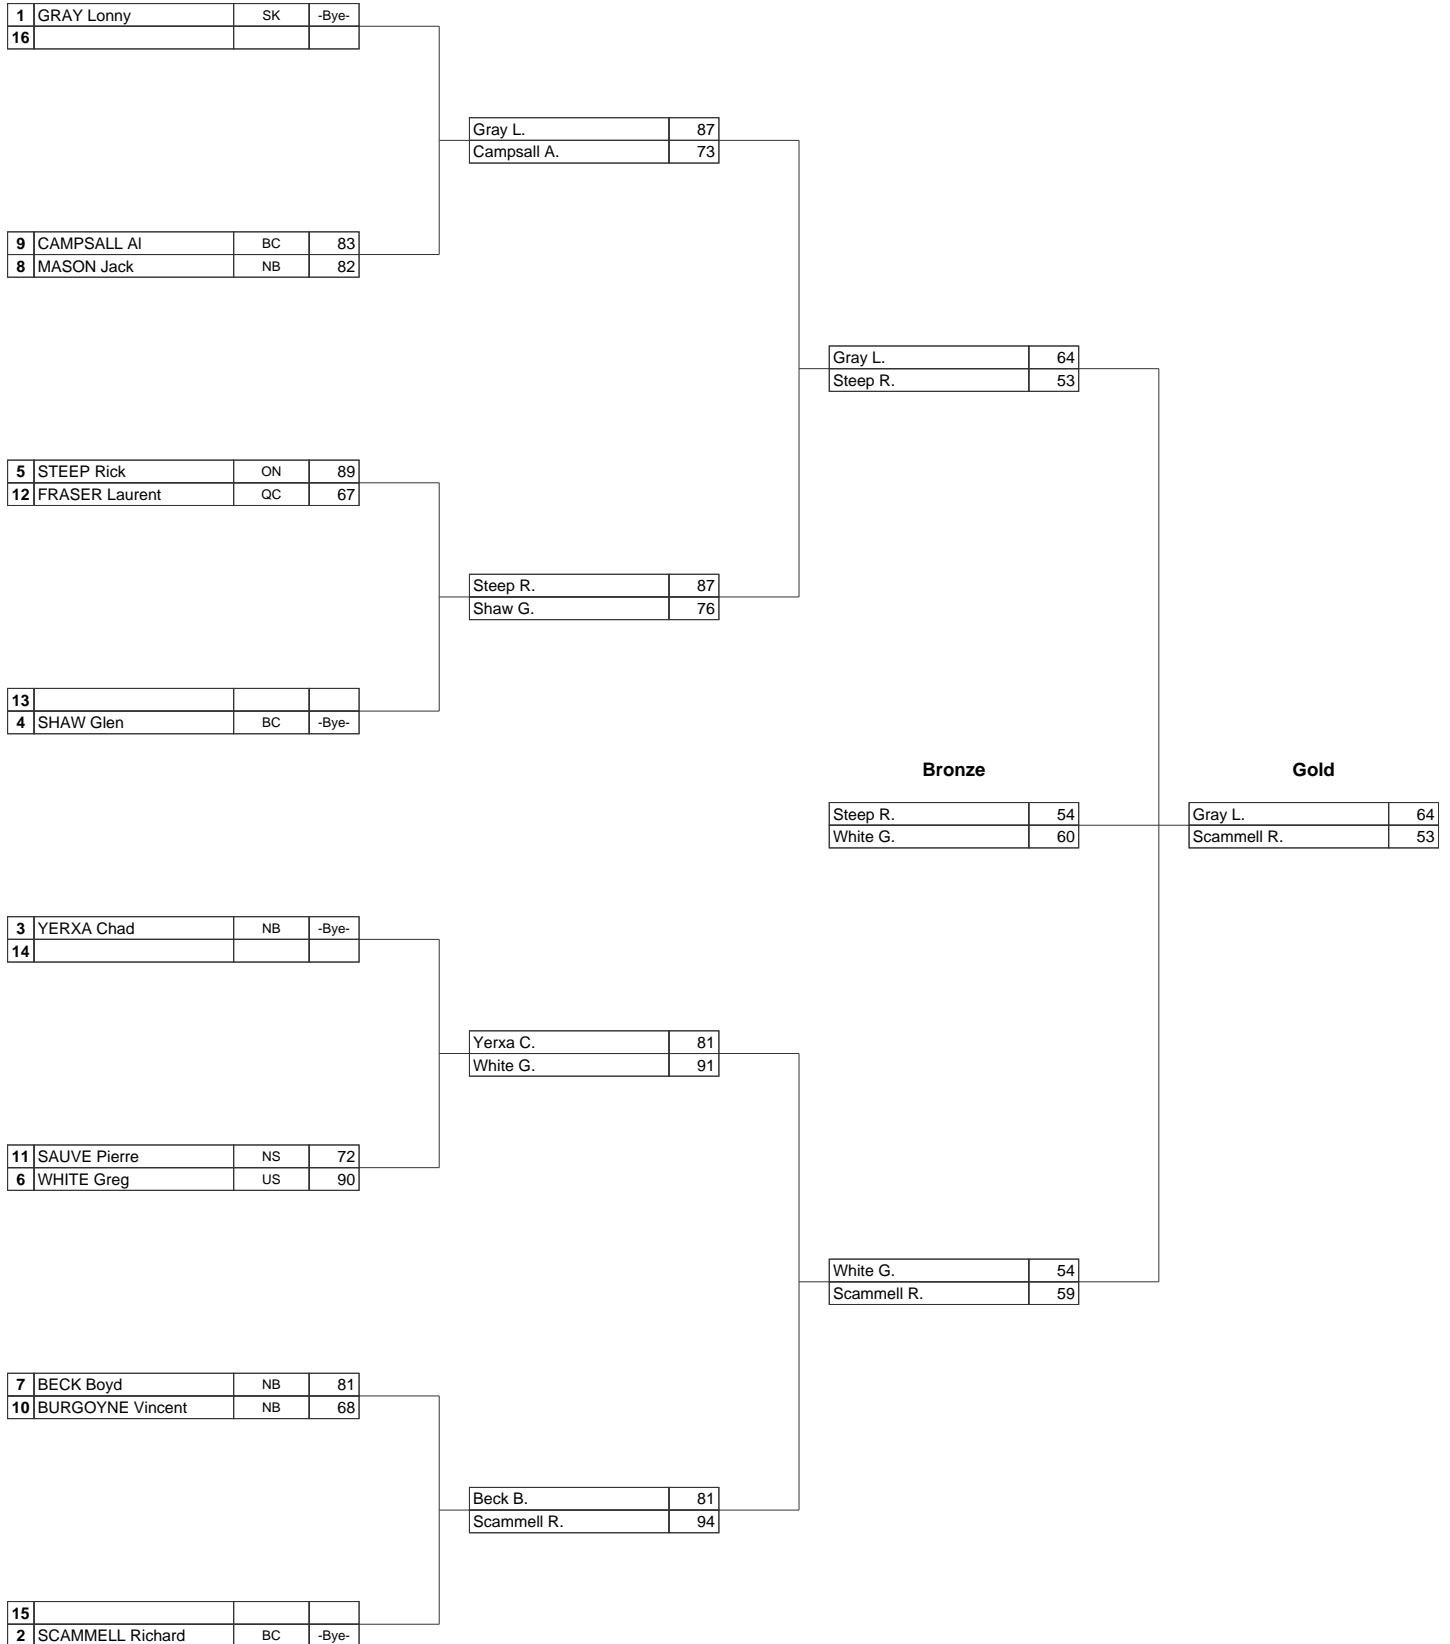 1 GRAY Lonny SK -Bye-
16
Gray L. 87
Campsall A. 73
9 CAMPSALL Al BC 83
8 MASON Jack NB 82
Gray L. 64
Steep R. 53
5 STEEP Rick ON 89
12 FRASER Laurent QC 67
Steep R. 87
Shaw G. 76
13
4 SHAW Glen BC -Bye-
Bronze Gold
Steep R. 54 Gray L. 64
White G. 60 Scammell R. 53
3 YERXA Chad NB -Bye-
14
Yerxa C. 81
White G. 91
11 SAUVE Pierre NS 72
6 WHITE Greg US 90
White G. 54
Scammell R. 59
7 BECK Boyd NB 81
10 BURGOYNE Vincent NB 68
Beck B. 81
Scammell R. 94
15
2 SCAMMELL Richard BC -Bye-